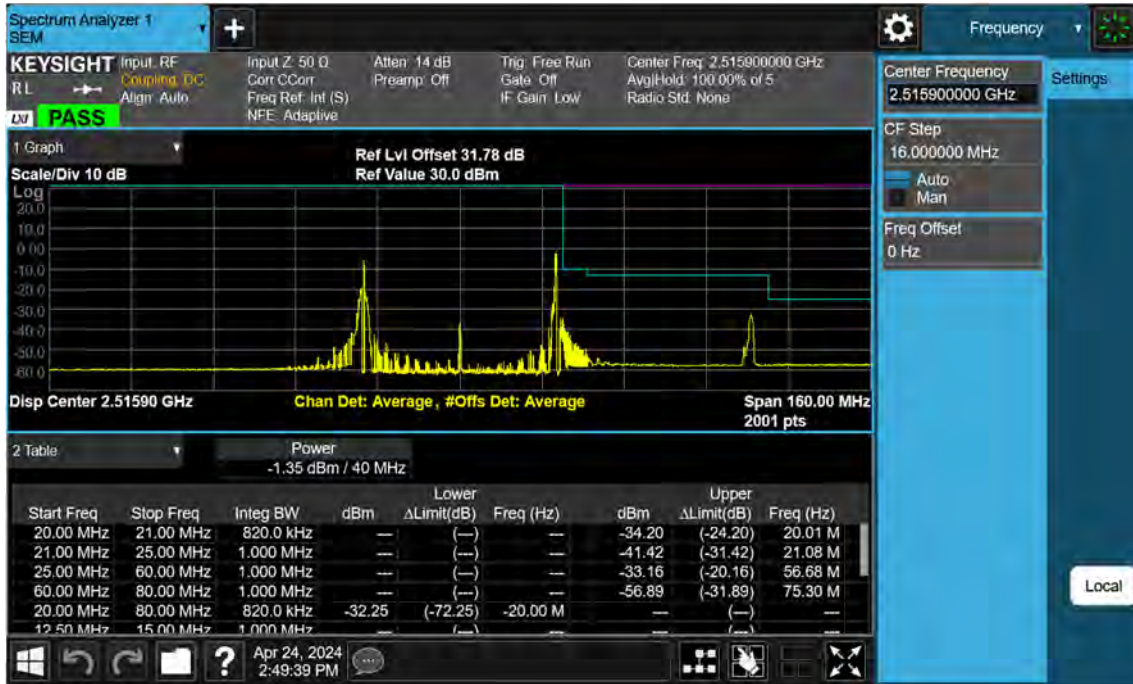 Spectrum Analyzer 1
SEM
+
Frequency
KEYSIGHT
RL
LXI
PASS
Input: RF
Coupling: DC
Align: Auto
Input Z: 50 Ω
Corr CCorr
Freq Ref: Int (S)
NFE: Adaptive
Atten: 14 dB
Preamp: Off
Trig: Free Run
Gate: Off
IF Gain: Low
Center Freq: 2.515900000 GHz
Avg|Hold: 100.00% of 5
Radio Std: None
Center Frequency
2.515900000 GHz
Settings
CF Step
16.000000 MHz
Auto
Man
Freq Offset
0 Hz
Local
1 Graph
Scale/Div 10 dB
Ref Lvl Offset 31.78 dB
Ref Value 30.0 dBm
Log
20.0
10.0
0.00
-10.0
-20.0
-30.0
-40.0
-50.0
-60.0
Disp Center 2.51590 GHz
Chan Det: Average, #Offs Det: Average
Span 160.00 MHz
2001 pts
2 Table
Power
-1.35 dBm / 40 MHz
Lower Upper
Start Freq Stop Freq Integ BW dBm ΔLimit(dB) Freq (Hz) dBm ΔLimit(dB) Freq (Hz)
20.00 MHz 21.00 MHz 820.0 kHz --- (---) --- -34.20 (-24.20) 20.01 M
21.00 MHz 25.00 MHz 1.000 MHz --- (---) --- -41.42 (-31.42) 21.08 M
25.00 MHz 60.00 MHz 1.000 MHz --- (---) --- -33.16 (-20.16) 56.68 M
60.00 MHz 80.00 MHz 1.000 MHz --- (---) --- -56.89 (-31.89) 75.30 M
20.00 MHz 80.00 MHz 820.0 kHz -32.25 (-72.25) -20.00 M --- (---) ---
12.50 MHz 15.00 MHz 1.000 MHz --- (---) --- --- (---) ---
?
Apr 24, 2024
2:49:39 PM